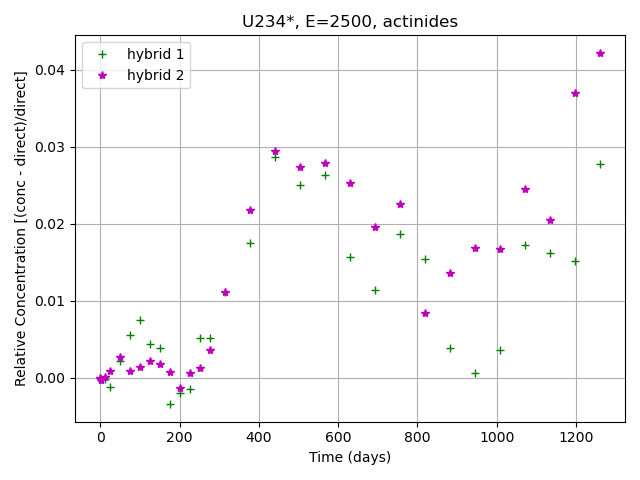 U234*, E=2500, actinides
hybrid 1
hybrid 2
Relative Concentration [(conc - direct)/direct]
0.04
0.03
0.02
0.01
0.00
0 200 400 600 800 1000 1200
Time (days)